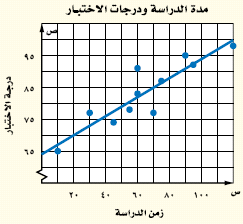 مدة الدراسة ودرجات الاختبار
ص
٩٥
٨٥
٧٥
٦٥
درجة الاختبار
٢٠ ٤٠ ٦٠ ٨٠ ١٠٠
س
زمن الدراسة